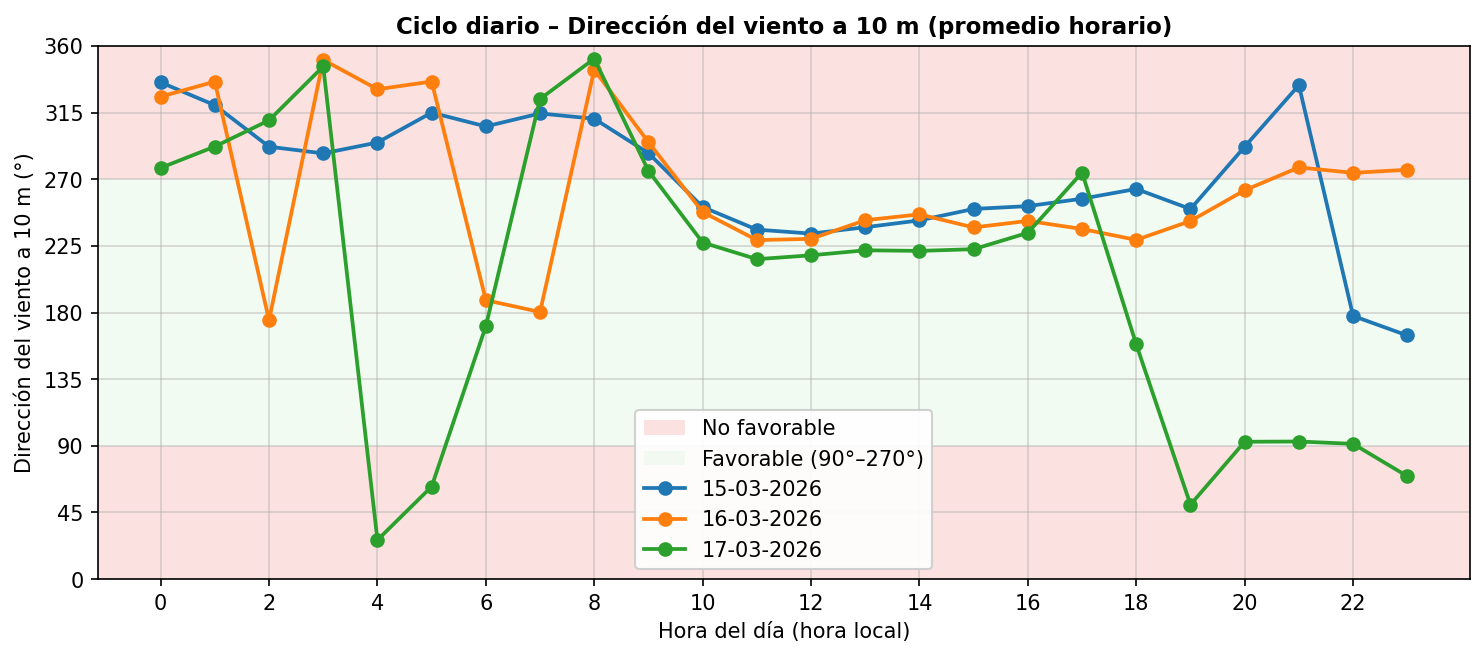 Ciclo diario – Dirección del viento a 10 m (promedio horario)
Dirección del viento a 10 m (°)
360
315
270
225
180
135
90
45
0
No favorable
Favorable (90°–270°)
15-03-2026
16-03-2026
17-03-2026
0 2 4 6 8 10 12 14 16 18 20 22
Hora del día (hora local)